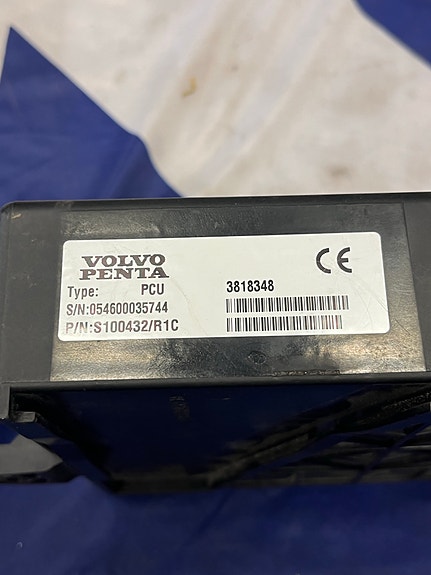 VOLVO
PENTA
CE
Type: PCU 3818348
S/N:054600035744
P/N:S100432/R1C